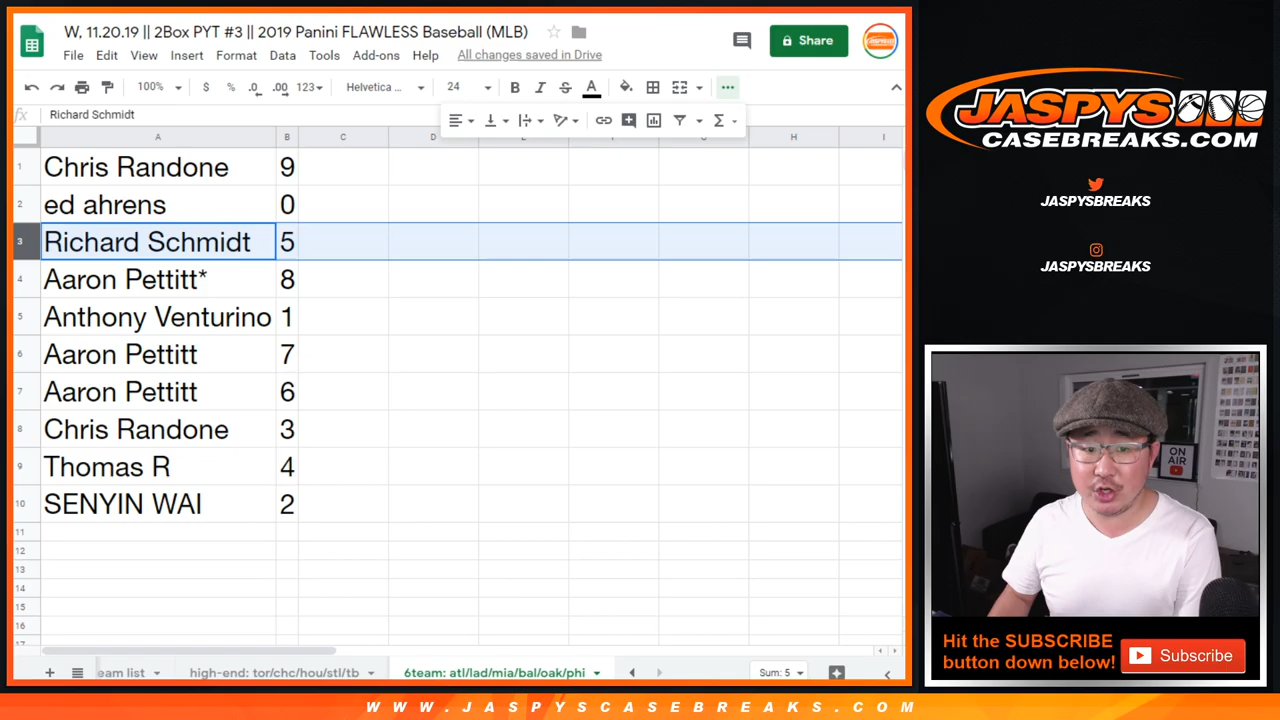 W, 11.20.19 || 2Box PYT #3 || 2019 Panini FLAWLESS Baseball (MLB)
Share
File Edit View Insert Format Data Tools Add-ons Help All changes saved in Drive
100% $ % .0 .00 123 Helvetica ... 24 B I S A
fx Richard Schmidt
A B C D H I
1 Chris Randone 9
2 ed ahrens 0
3 Richard Schmidt 5
4 Aaron Pettitt* 8
5 Anthony Venturino 1
6 Aaron Pettitt 7
7 Aaron Pettitt 6
8 Chris Randone 3
9 Thomas R 4
10 SENYIN WAI 2
11
12
13
14
15
16
17
eam list high-end: tor/chc/hou/stl/tb 6team: atl/lad/mia/bal/oak/phi Sum: 5
JASPYS
CASEBREAKS.COM
JASPYSBREAKS
JASPYSBREAKS
ON
AIR
Hit the SUBSCRIBE
button down below!
Subscribe
WWW.JASPYSCASEBREAKS.COM